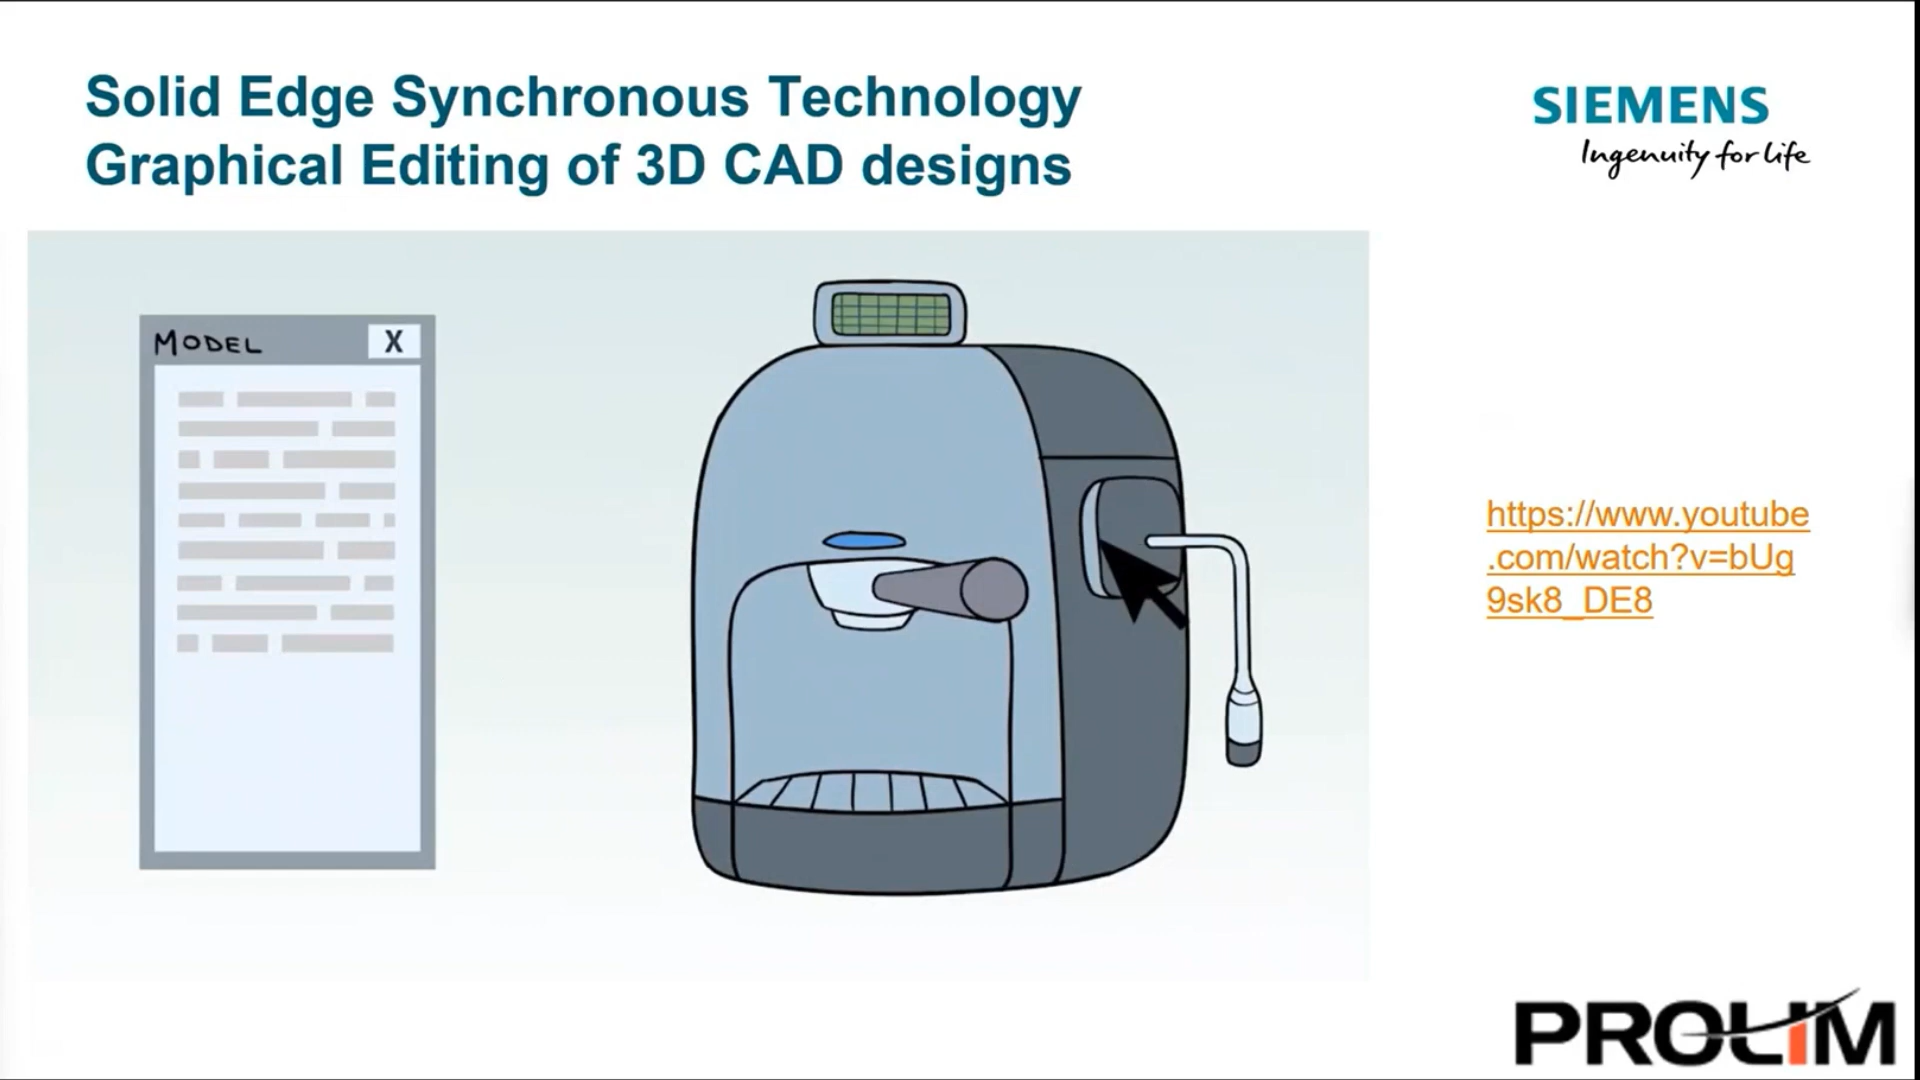 Solid Edge Synchronous Technology
Graphical Editing of 3D CAD designs
SIEMENS
Ingenuity for life
MODEL X
https://www.youtube
.com/watch?v=bUg
9sk8_DE8
PROLIM